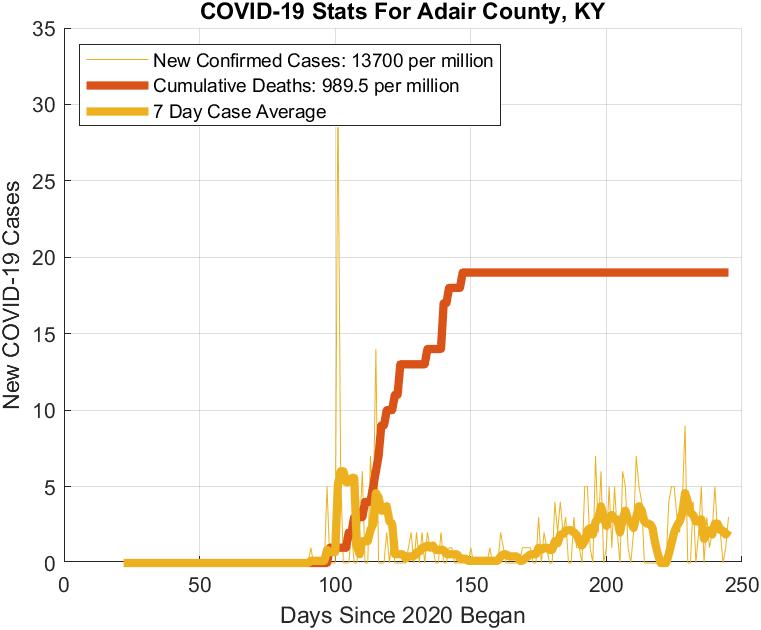 COVID-19 Stats For Adair County, KY
New Confirmed Cases: 13700 per million
Cumulative Deaths: 989.5 per million
7 Day Case Average
New COVID-19 Cases
35
30
25
20
15
10
5
0
0 50 100 150 200 250
Days Since 2020 Began